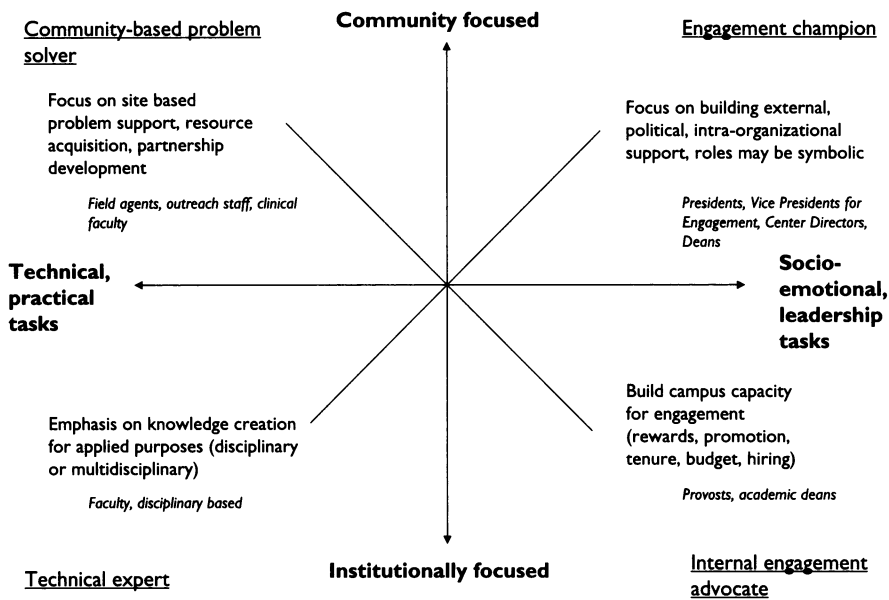 Community focused
Community-based problem
solver
Engagement champion
Focus on site based
problem support, resource
acquisition, partnership
development
Field agents, outreach staff, clinical
faculty
Focus on building external,
political, intra-organizational
support, roles may be symbolic
Presidents, Vice Presidents for
Engagement, Center Directors,
Deans
Technical,
practical
tasks
Socio-
emotional,
leadership
tasks
Emphasis on knowledge creation
for applied purposes (disciplinary
or multidisciplinary)
Faculty, disciplinary based
Build campus capacity
for engagement
(rewards, promotion,
tenure, budget, hiring)
Provosts, academic deans
Technical expert
Institutionally focused
Internal engagement
advocate